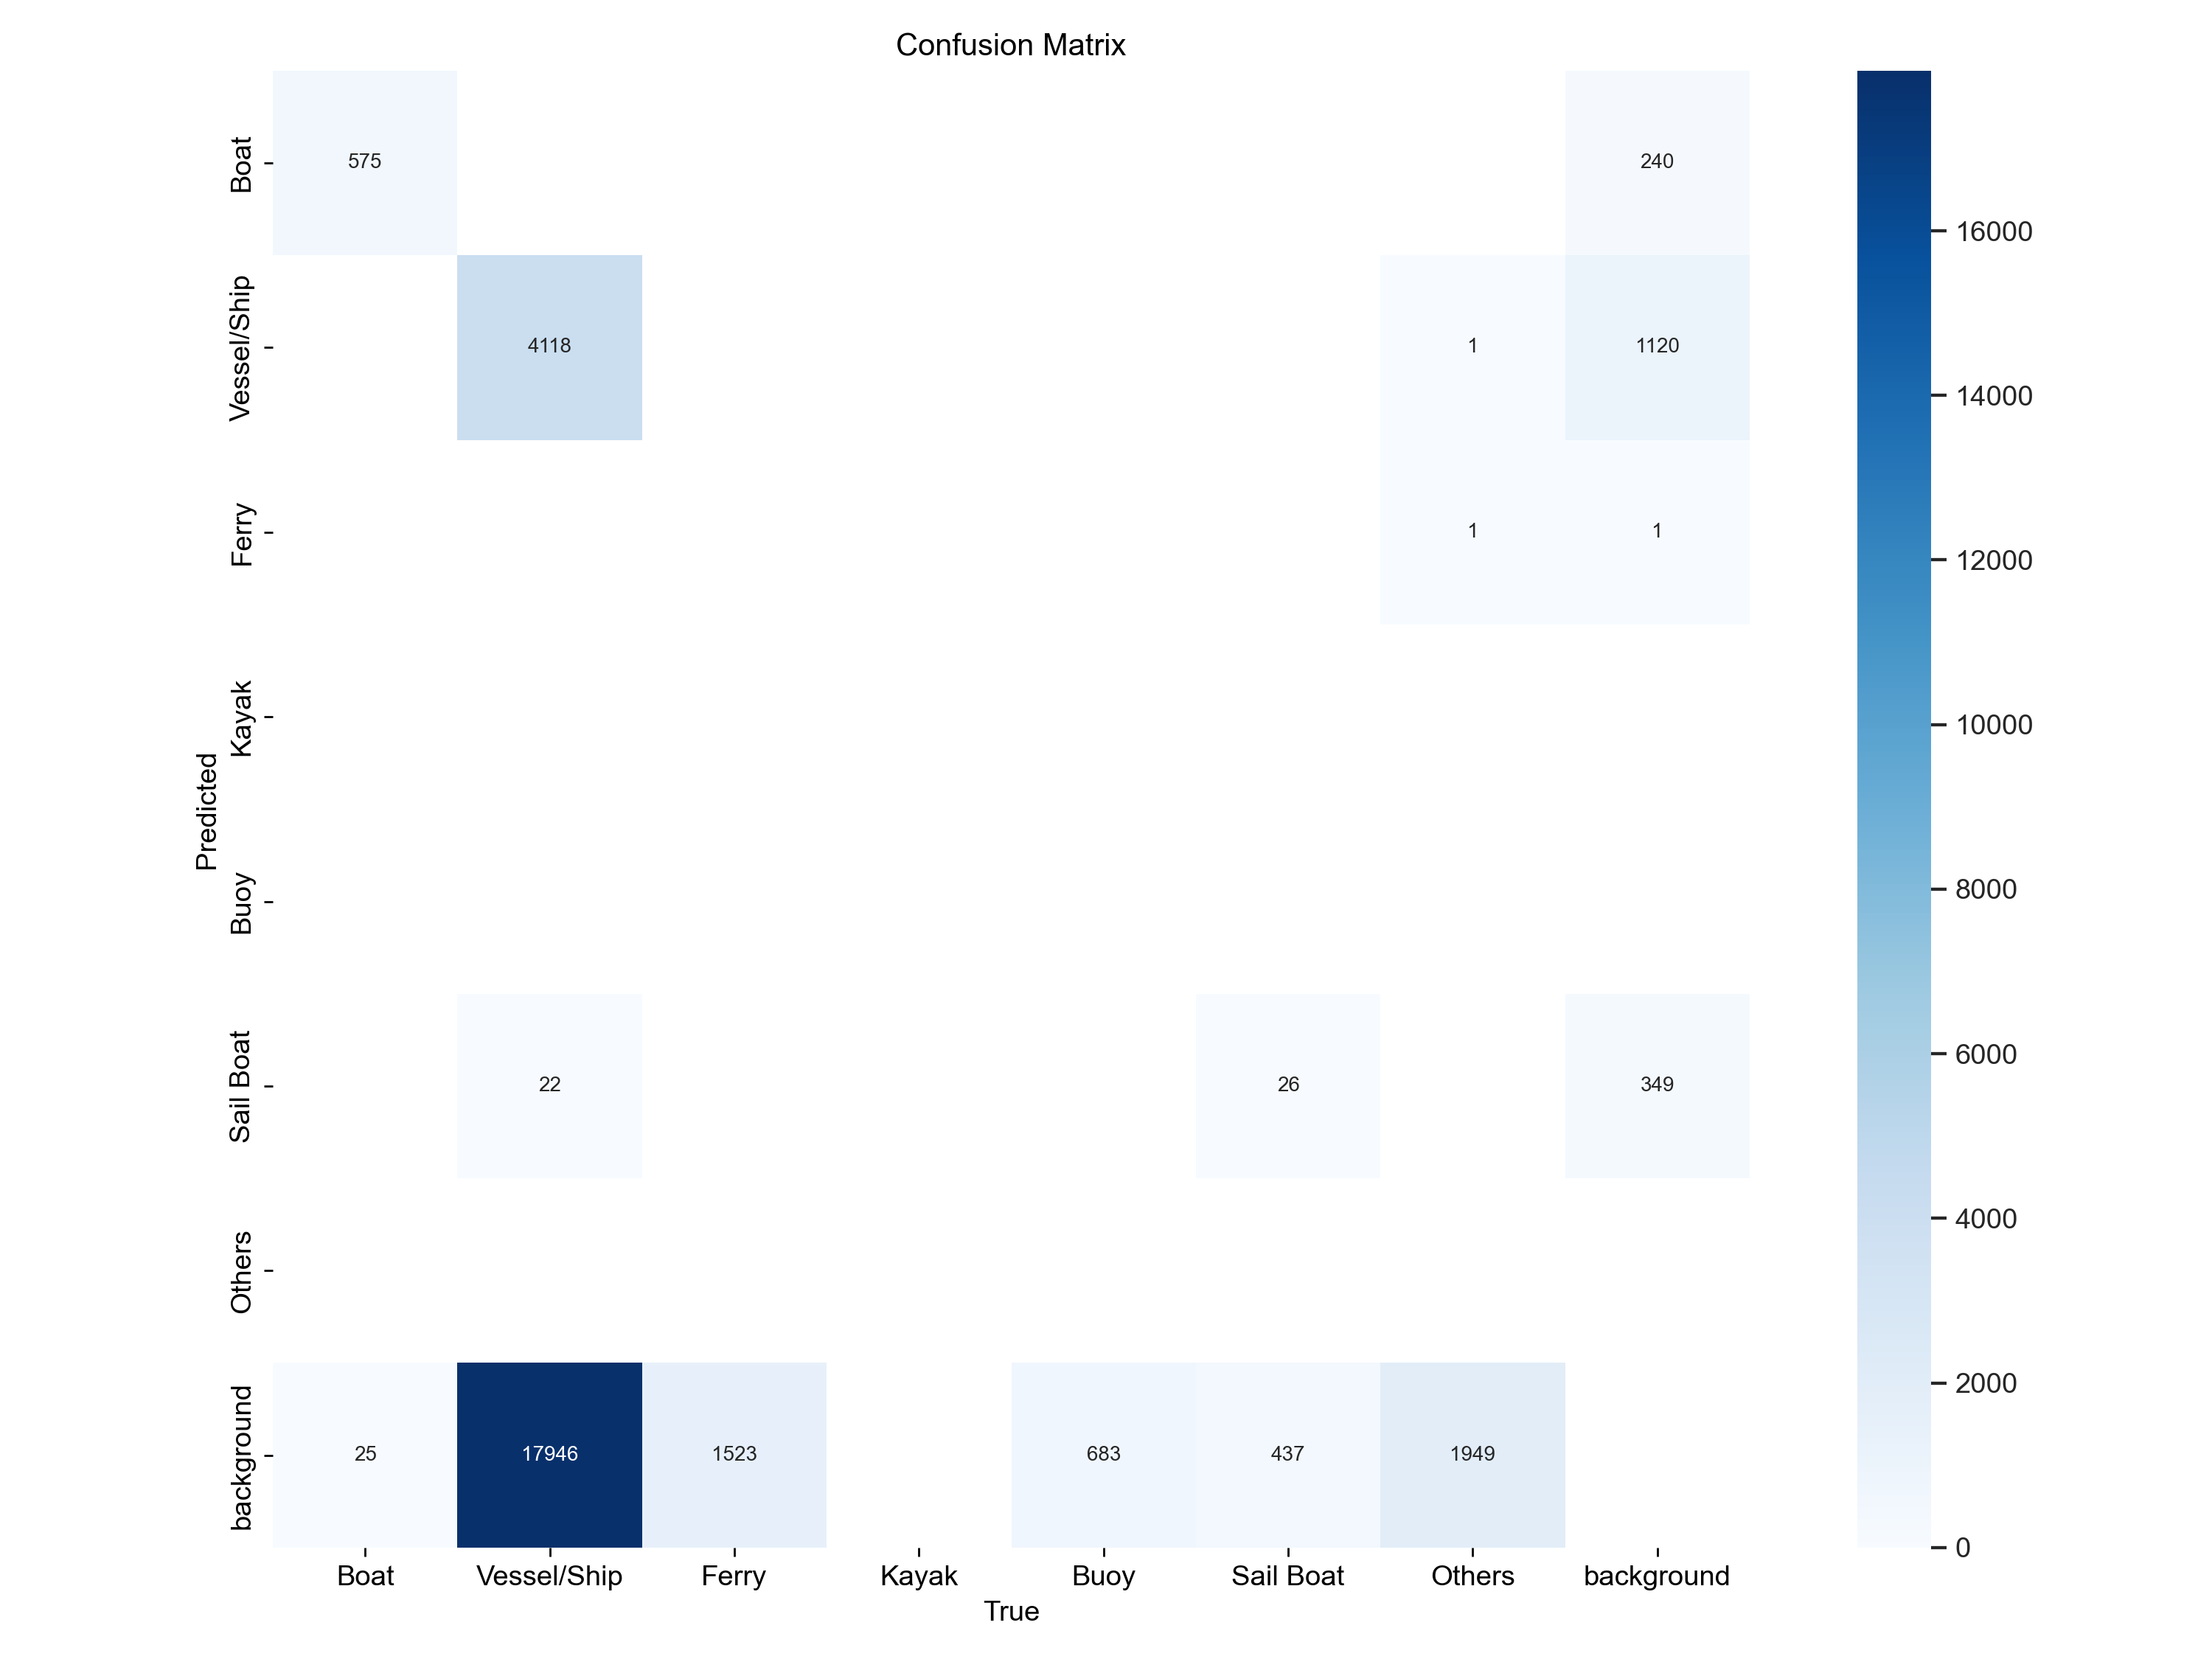 Confusion Matrix
Predicted
Boat
575
240
16000
Vessel/Ship
4118
1
1120
14000
Ferry
1
1
12000
Kayak
10000
Buoy
8000
Sail Boat
22
26
349
6000
Others
4000
background
25
17946
1523
683
437
1949
2000
0
Boat
Vessel/Ship
Ferry
Kayak
Buoy
Sail Boat
Others
background
True